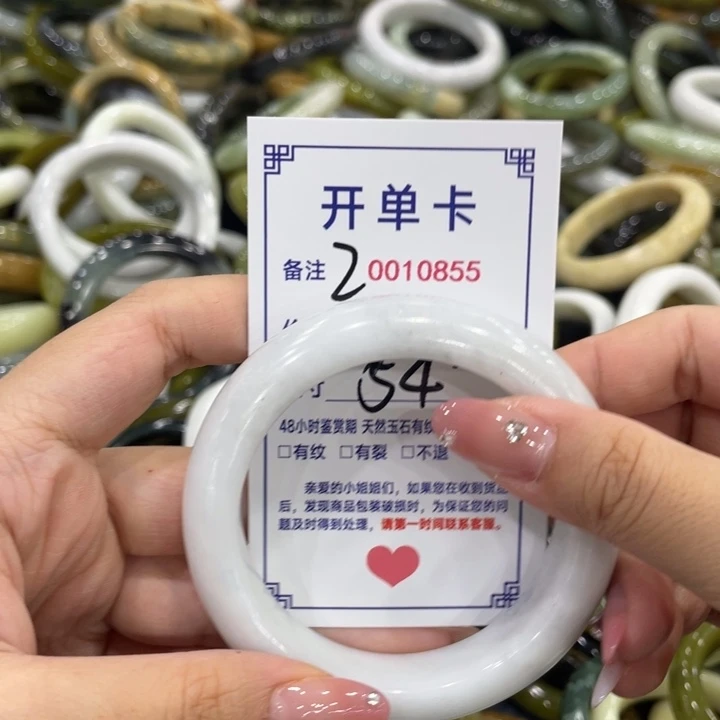 开单卡
备注 2 0010855
寸 54
48小时鉴赏期 天然玉石有纹
□有纹 □有裂 □不退
亲爱的小姐姐们，如果您在收到货品
后，发现商品包装破损时，为保证您的问
题及时得到处理，请第一时间联系客服。